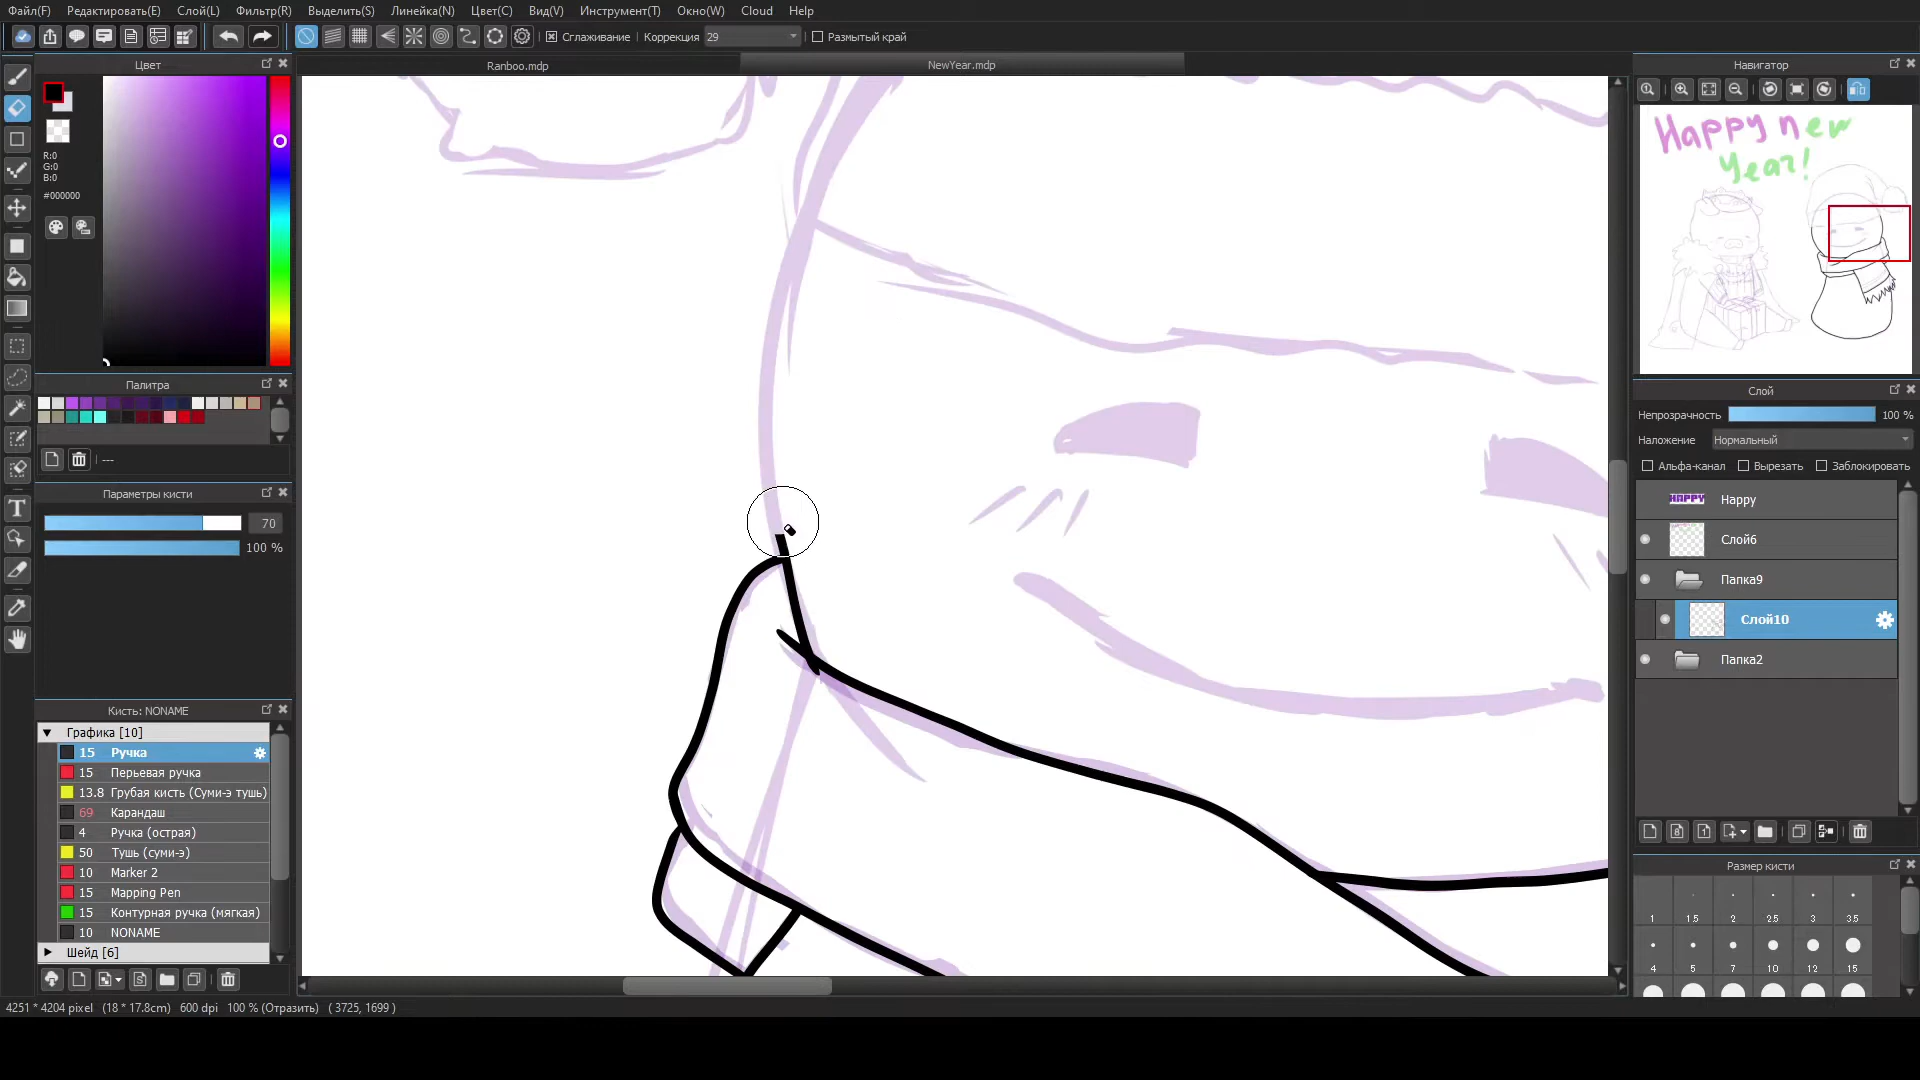 Файл(F) Редактировать(E) Слой(L) Фильтр(R) Выделить(S) Линейка(N) Цвет(C) Вид(V) Инструмент(T) Окно(W) Cloud Help
Сглаживание Коррекция 29 Размытый край
Цвет
Ranboo.mdp
NewYear.mdp
Навигатор
R:0
G:0
B:0
#000000
Happy new
Year!
Палитра
---
Параметры кисти
70
100 %
Слой
Непрозрачность 100 %
Наложение Нормальный
Альфа-канал Вырезать Заблокировать
HAPPY Happy
Слой6
Папка9
Слой10
Папка2
Кисть: NONAME
Графика [10]
15 Ручка
15 Перьевая ручка
13.8 Грубая кисть (Суми-э тушь)
69 Карандаш
4 Ручка (острая)
50 Тушь (суми-э)
10 Marker 2
15 Mapping Pen
15 Контурная ручка (мягкая)
10 NONAME
Шейд [6]
Размер кисти
1 1.5 2 2.5 3 3.5
4 5 7 10 12 15
4251 * 4204 pixel (18 * 17.8cm) 600 dpi 100 % (Отразить) ( 3725, 1699 )